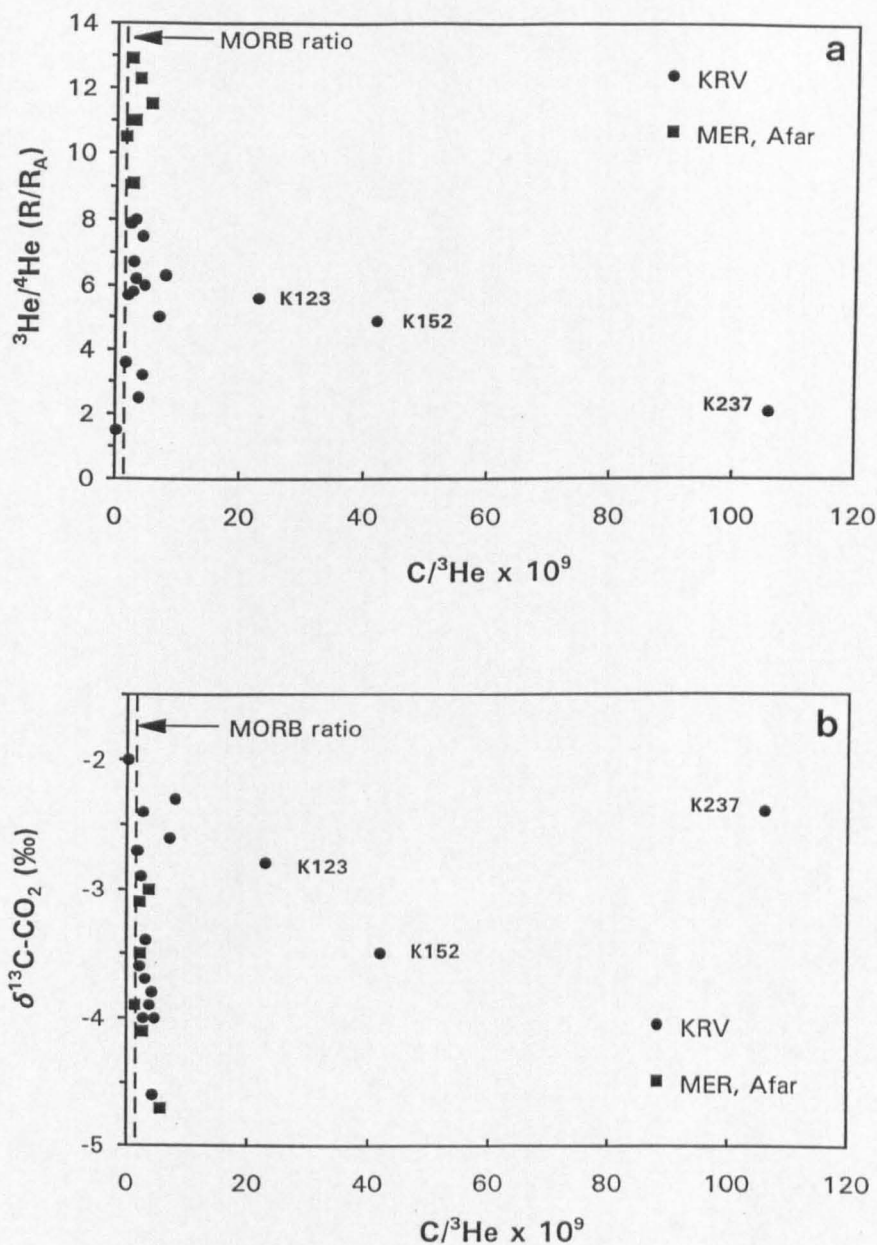 a
MORB ratio
KRV
MER, Afar
14
12
10
8
6
4
2
0
³He/⁴He (R/R_A)
K123
K152
K237
0 20 40 60 80 100 120
C/³He x 10⁹
b
MORB ratio
-2
-3
-4
-5
δ¹³C-CO₂ (‰)
K237
K123
K152
KRV
MER, Afar
0 20 40 60 80 100 120
C/³He x 10⁹